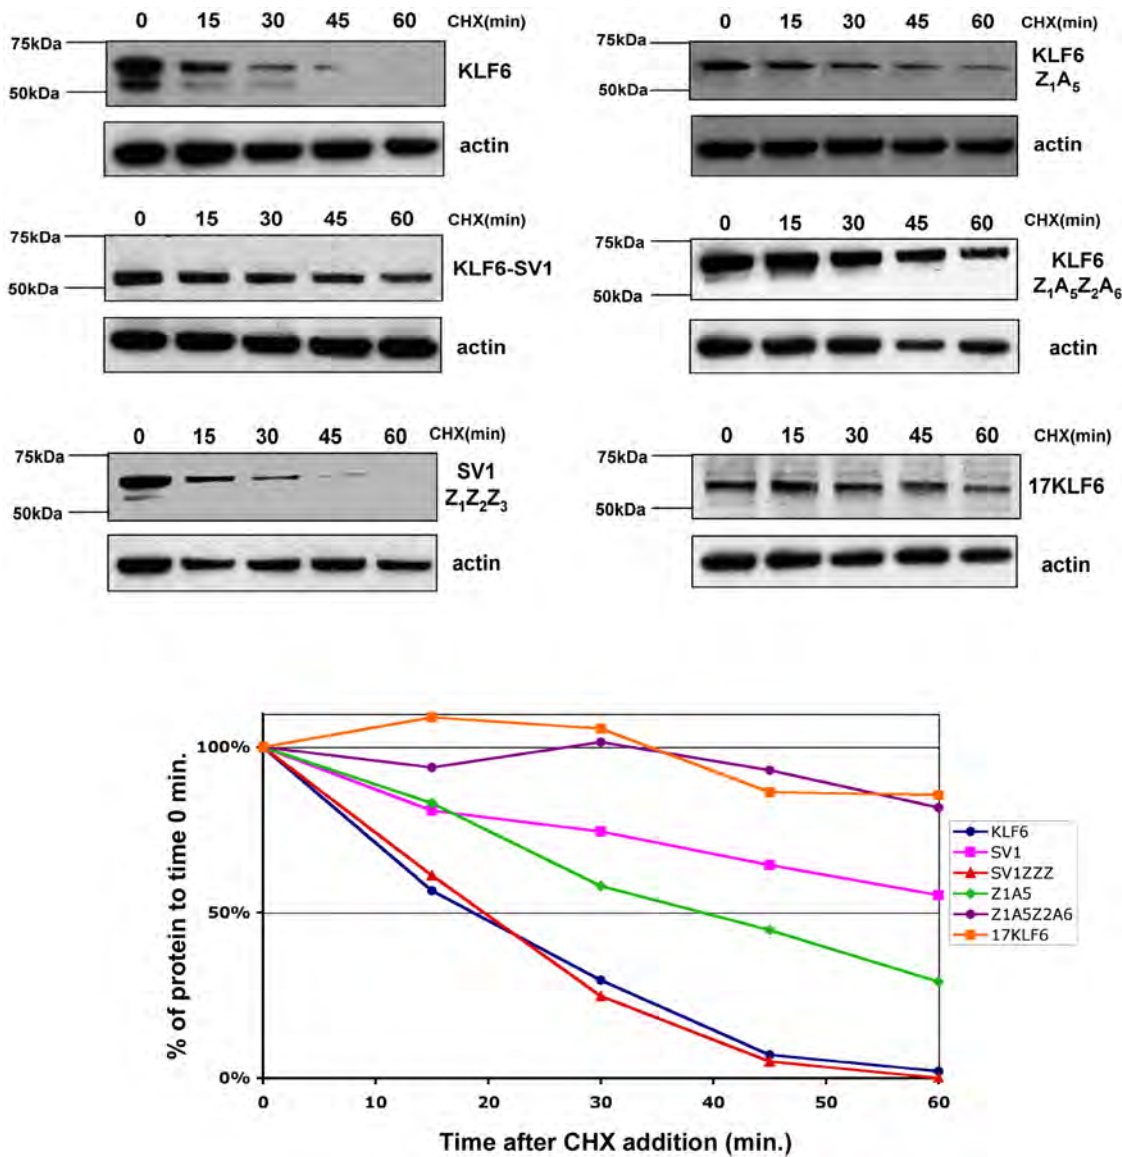 0 15 30 45 60 CHX(min)
75kDa
50kDa
KLF6
actin
0 15 30 45 60 CHX(min)
75kDa
50kDa
KLF6
Z1A5
actin
0 15 30 45 60 CHX(min)
75kDa
50kDa
KLF6-SV1
actin
0 15 30 45 60 CHX(min)
75kDa
50kDa
KLF6
Z1A5Z2A6
actin
0 15 30 45 60 CHX(min)
75kDa
50kDa
SV1
Z1Z2Z3
actin
0 15 30 45 60 CHX(min)
75kDa
50kDa
17KLF6
actin
% of protein to time 0 min.
100%
50%
0%
0 10 20 30 40 50 60
Time after CHX addition (min.)
KLF6
SV1
SV1ZZZ
Z1A5
Z1A5Z2A6
17KLF6